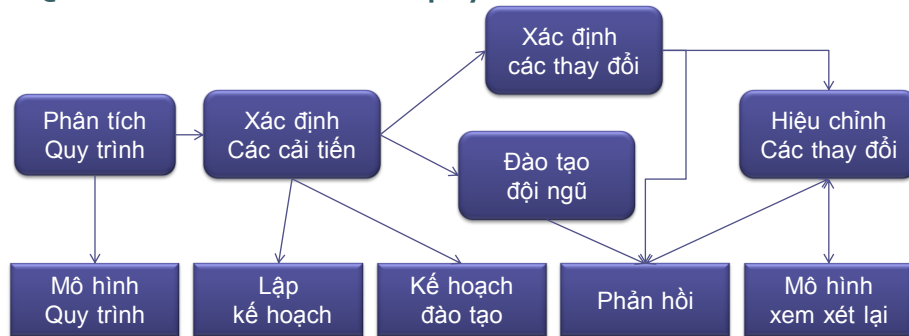 Xác định
các thay đổi
Phân tích
Quy trình
Xác định
Các cải tiến
Hiệu chỉnh
Các thay đổi
Đào tạo
đội ngũ
Mô hình
Quy trình
Lập
kế hoạch
Kế hoạch
đào tạo
Phản hồi
Mô hình
xem xét lại